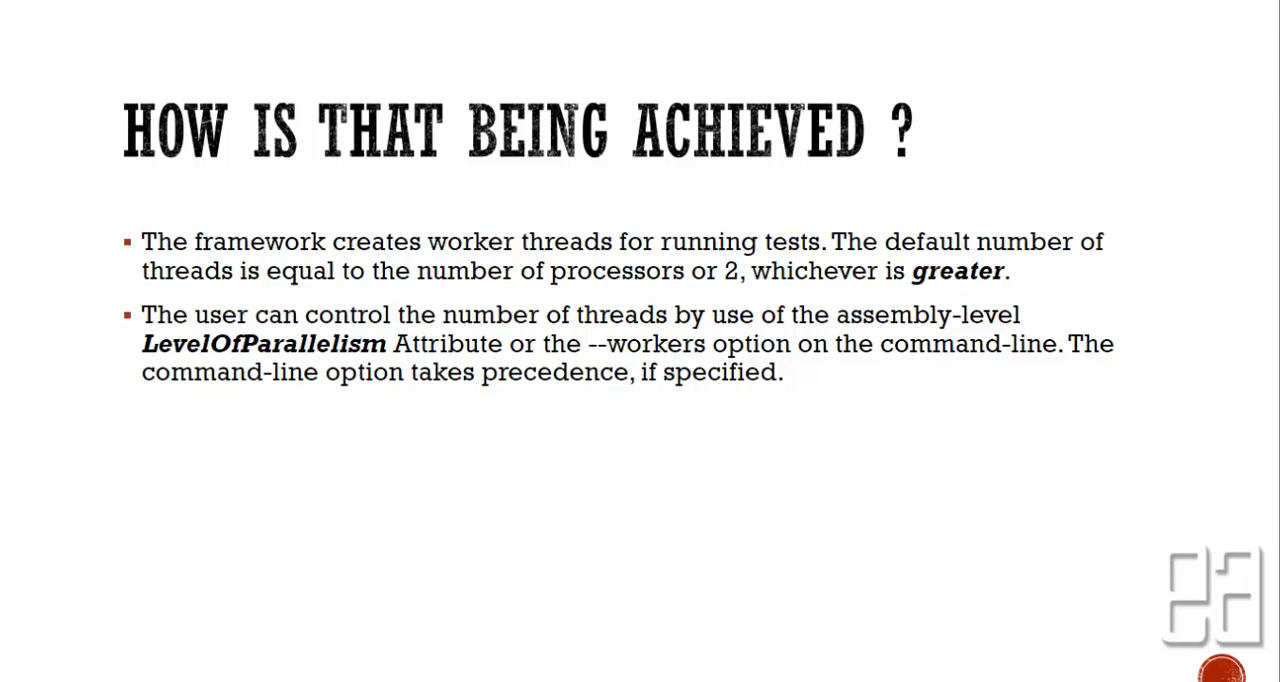 HOW IS THAT BEING ACHIEVED ?
▪ The framework creates worker threads for running tests. The default number of
threads is equal to the number of processors or 2, whichever is greater.
▪ The user can control the number of threads by use of the assembly-level
LevelOfParallelism Attribute or the --workers option on the command-line. The
command-line option takes precedence, if specified.
ea